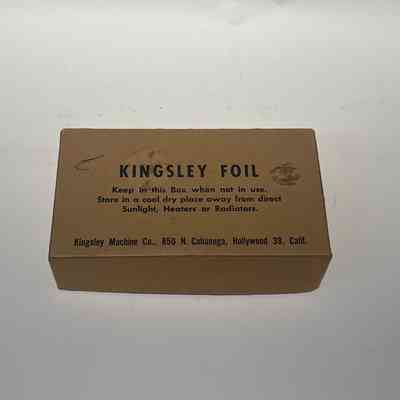 KINGSLEY FOIL
Keep in this Box when not in use.
Store in a cool dry place away from direct
Sunlight, Heaters or Radiators.
Kingsley Machine Co., 850 N. Cahuenga, Hollywood 38, Calif.